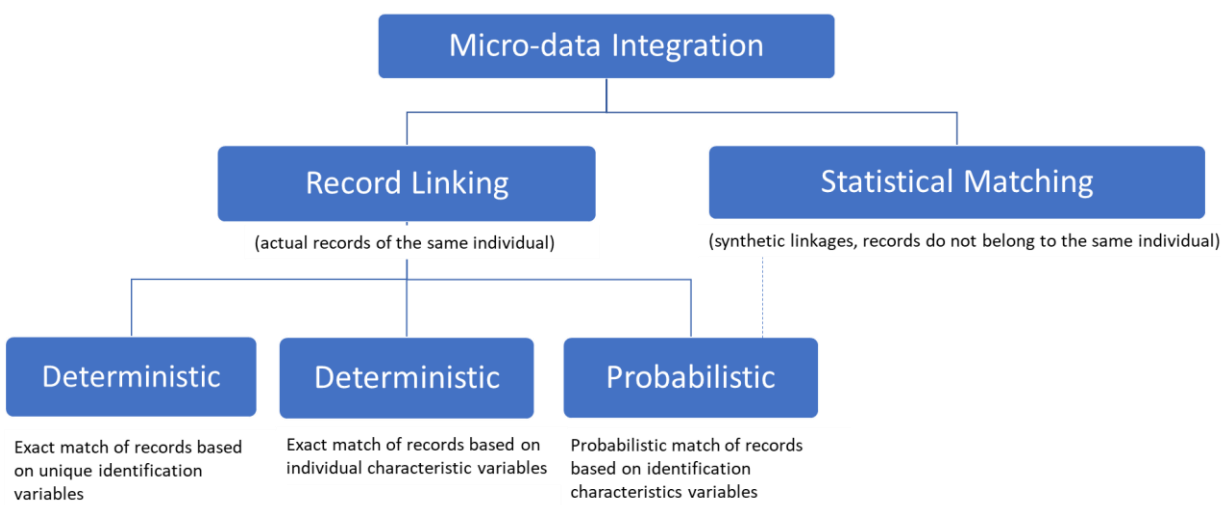 Micro-data Integration
Record Linking
Statistical Matching
(actual records of the same individual)
(synthetic linkages, records do not belong to the same individual)
Deterministic
Deterministic
Probabilistic
Exact match of records based
on unique identification
variables
Exact match of records based on
individual characteristic variables
Probabilistic match of records
based on identification
characteristics variables